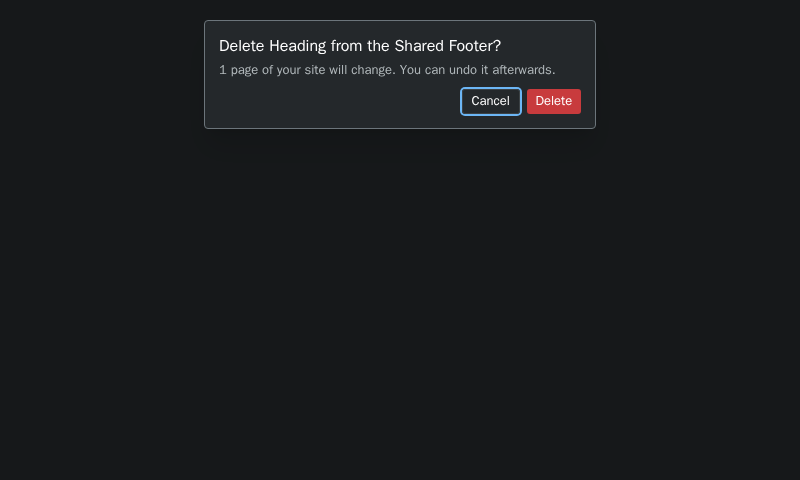 Delete Heading from the Shared Footer?
1 page of your site will change. You can undo it afterwards.
Cancel Delete